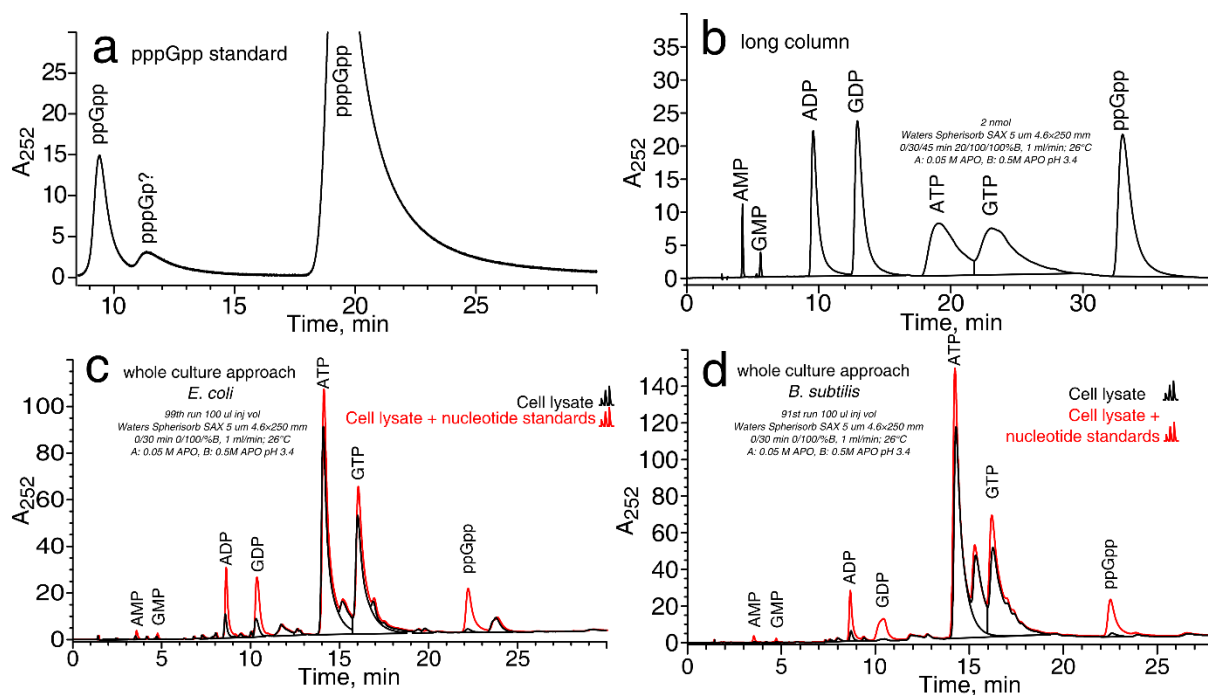 a pppGpp standard
ppGpp
pppGp?
pppGpp
A252
25
20
15
10
5
0
10
15
20
25
Time, min
b long column
AMP
GMP
ADP
GDP
ATP
GTP
ppGpp
2 nmol
Waters Spherisorb SAX 5 um 4.6×250 mm
0/30/45 min 20/100/100%B, 1 ml/min; 26°C
A: 0.05 M APO, B: 0.5M APO pH 3.4
A252
35
30
25
20
15
10
5
0
0
10
20
30
Time, min
c whole culture approach
E. coli
99th run 100 ul inj vol
Waters Spherisorb SAX 5 um 4.6×250 mm
0/30 min 0/100/%B, 1 ml/min; 26°C
A: 0.05 M APO, B: 0.5M APO pH 3.4
Cell lysate
Cell lysate + nucleotide standards
AMP
GMP
ADP
GDP
ATP
GTP
ppGpp
A252
100
80
60
40
20
0
0
5
10
15
20
25
Time, min
d whole culture approach
B. subtilis
91st run 100 ul inj vol
Waters Spherisorb SAX 5 um 4.6×250 mm
0/30 min 0/100/%B, 1 ml/min; 26°C
A: 0.05 M APO, B: 0.5M APO pH 3.4
Cell lysate
Cell lysate +
nucleotide standards
AMP
GMP
ADP
GDP
ATP
GTP
ppGpp
A252
140
120
100
80
60
40
20
0
0
5
10
15
20
25
Time, min